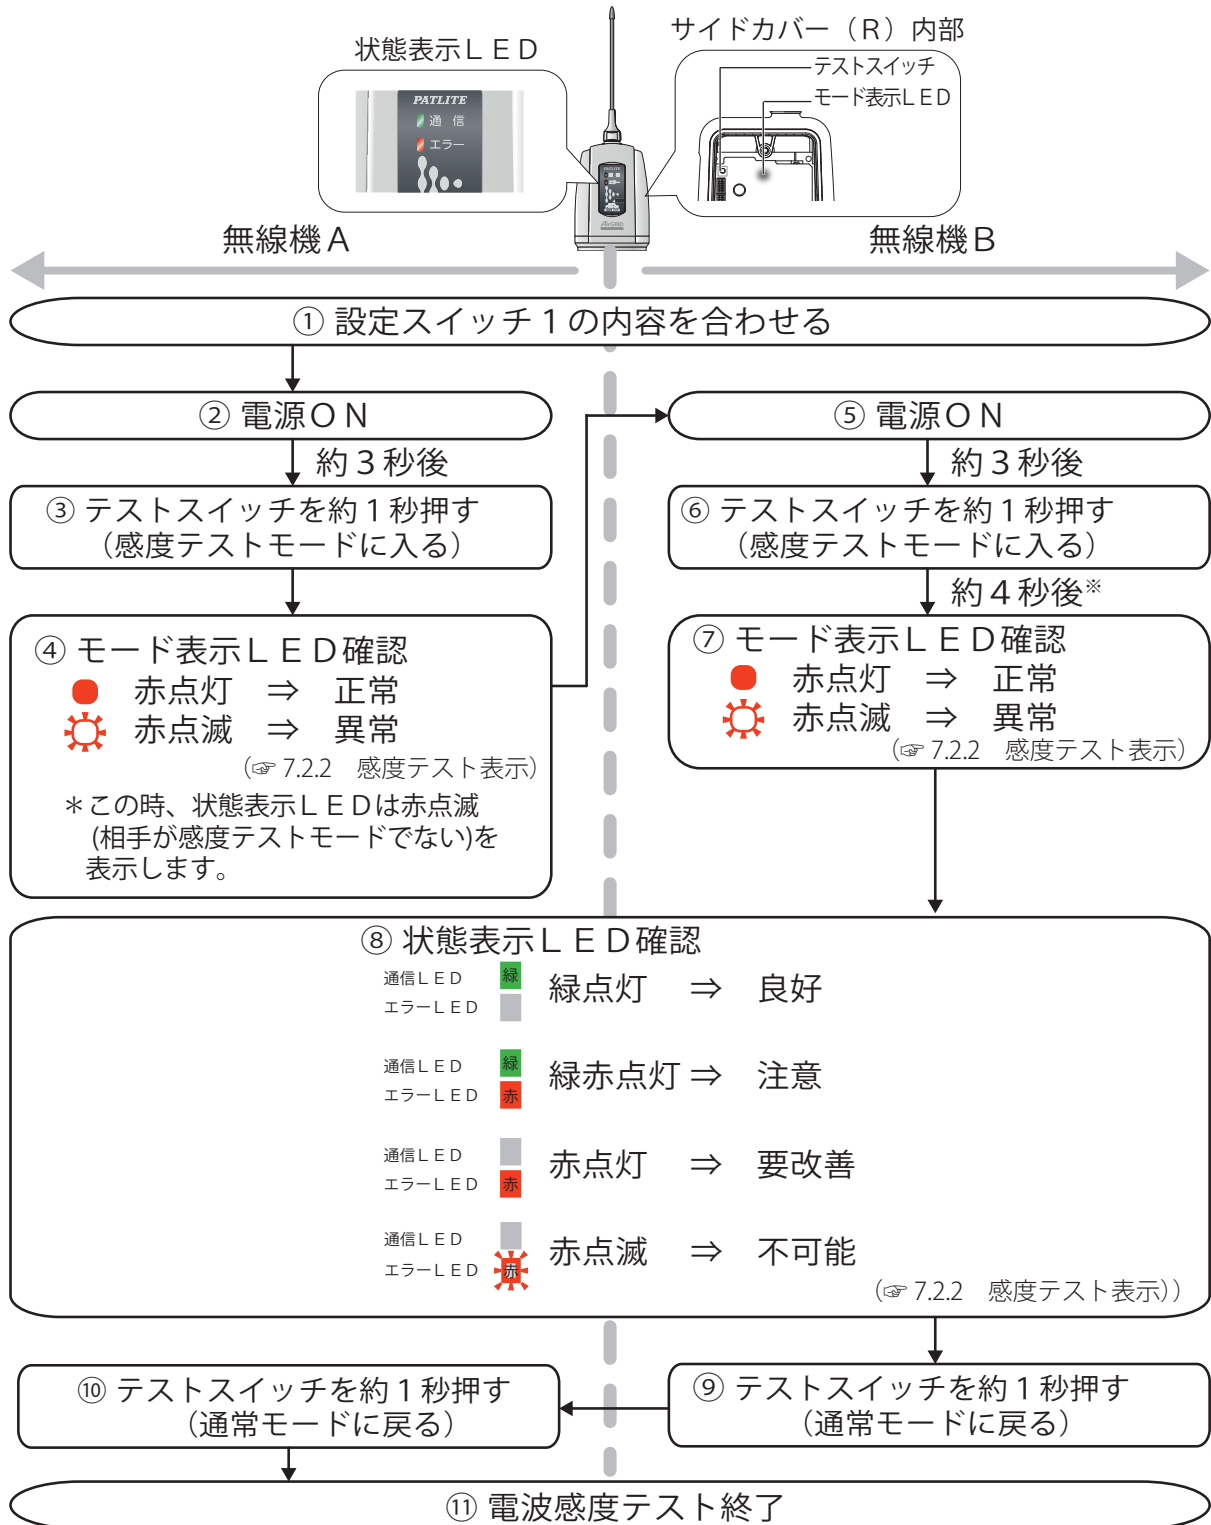 状態表示ＬＥＤ
サイドカバー（Ｒ）内部
テストスイッチ
モード表示ＬＥＤ
PATLITE
通 信
エラー
無線機Ａ
無線機Ｂ
① 設定スイッチ１の内容を合わせる
② 電源ＯＮ
約３秒後
③ テストスイッチを約１秒押す
（感度テストモードに入る）
④ モード表示ＬＥＤ確認
赤点灯 ⇒ 正常
赤点滅 ⇒ 異常
（☞ 7.2.2　感度テスト表示）
＊この時、状態表示ＬＥＤは赤点滅
(相手が感度テストモードでない)を
表示します。
⑤ 電源ＯＮ
約３秒後
⑥ テストスイッチを約１秒押す
（感度テストモードに入る）
約４秒後※
⑦ モード表示ＬＥＤ確認
赤点灯 ⇒ 正常
赤点滅 ⇒ 異常
（☞ 7.2.2　感度テスト表示）
⑧ 状態表示ＬＥＤ確認
通信ＬＥＤ 緑
エラーＬＥＤ
緑点灯 ⇒ 良好
通信ＬＥＤ 緑
エラーＬＥＤ 赤
緑赤点灯 ⇒ 注意
通信ＬＥＤ
エラーＬＥＤ 赤
赤点灯 ⇒ 要改善
通信ＬＥＤ
エラーＬＥＤ 赤
赤点滅 ⇒ 不可能
（☞ 7.2.2　感度テスト表示））
⑨ テストスイッチを約１秒押す
（通常モードに戻る）
⑩ テストスイッチを約１秒押す
（通常モードに戻る）
⑪ 電波感度テスト終了